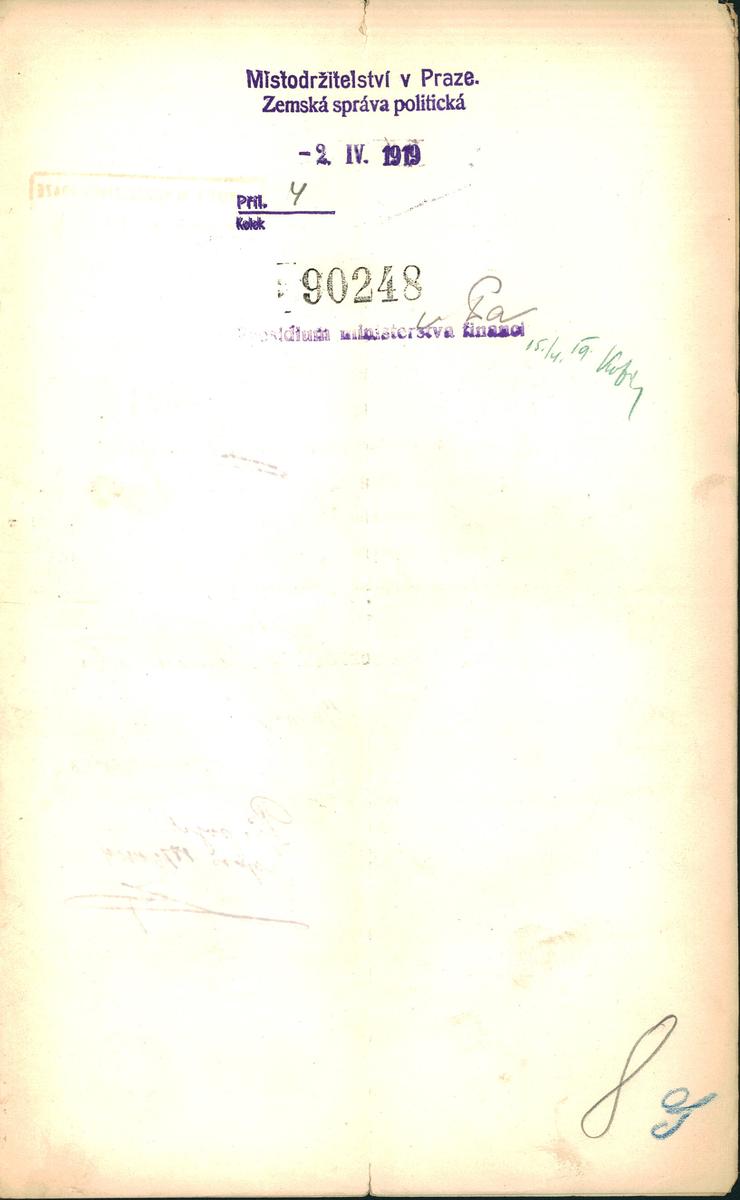 Místodržitelství v Praze.
Zemská správa politická
-2. IV. 1919
Příl. 4
Kolek
90248
Presidium ministerstva financí
15./4. 19.
8